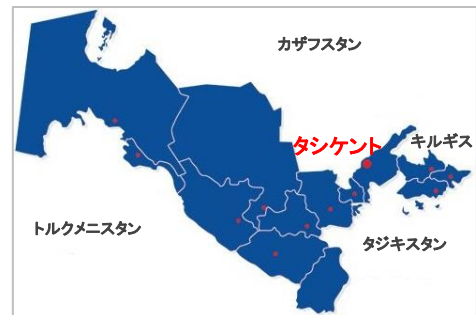 カザフスタン
タシケント
キルギス
トルクメニスタン
タジキスタン